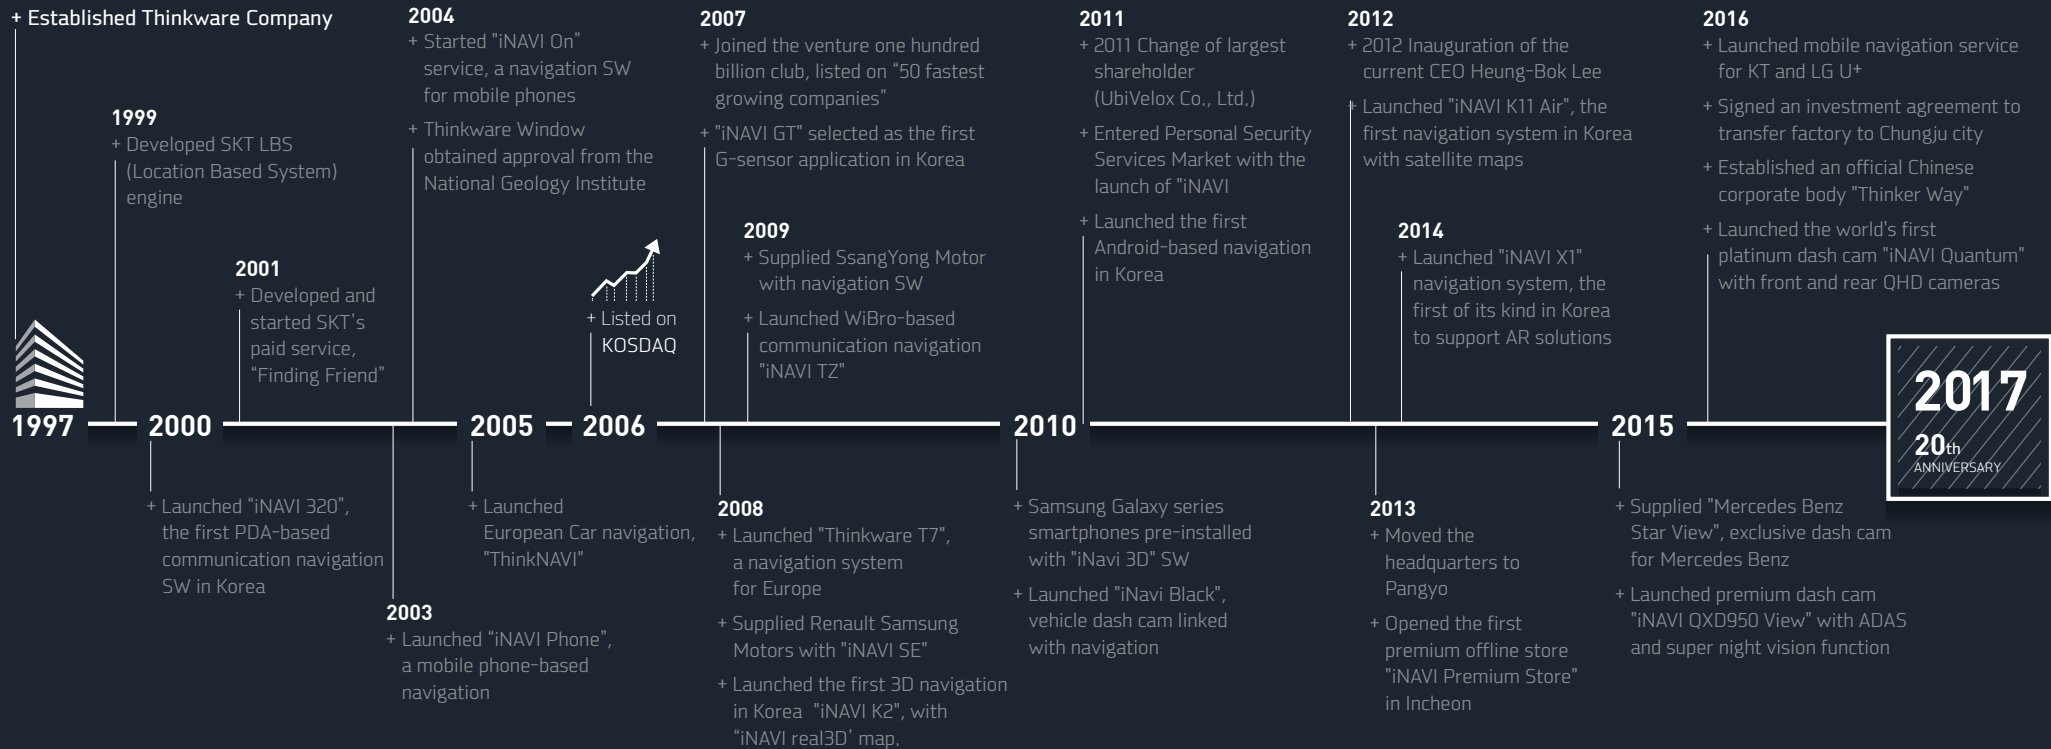 + Established Thinkware Company
1997
1999
+ Developed SKT LBS
(Location Based System)
engine
2000
+ Launched “iNAVI 320”,
the first PDA-based
communication navigation
SW in Korea
2001
+ Developed and
started SKT's
paid service,
“Finding Friend”
2003
+ Launched “iNAVI Phone”,
a mobile phone-based
navigation
2004
+ Started "iNAVI On"
service, a navigation SW
for mobile phones
+ Thinkware Window
obtained approval from the
National Geology Institute
2005
+ Launched
European Car navigation,
"ThinkNAVI"
2006
+ Listed on
KOSDAQ
2007
+ Joined the venture one hundred
billion club, listed on “50 fastest
growing companies”
+ "iNAVI GT" selected as the first
G-sensor application in Korea
2008
+ Launched "Thinkware T7",
a navigation system
for Europe
+ Supplied Renault Samsung
Motors with "iNAVI SE"
+ Launched the first 3D navigation
in Korea "iNAVI K2", with
“iNAVI real3D’ map.
2009
+ Supplied SsangYong Motor
with navigation SW
+ Launched WiBro-based
communication navigation
"iNAVI TZ"
2010
+ Samsung Galaxy series
smartphones pre-installed
with "iNavi 3D" SW
+ Launched "iNavi Black",
vehicle dash cam linked
with navigation
2011
+ 2011 Change of largest
shareholder
(UbiVelox Co., Ltd.)
+ Entered Personal Security
Services Market with the
launch of "iNAVI
+ Launched the first
Android-based navigation
in Korea
2012
+ 2012 Inauguration of the
current CEO Heung-Bok Lee
+ Launched "iNAVI K11 Air", the
first navigation system in Korea
with satellite maps
2013
+ Moved the
headquarters to
Pangyo
+ Opened the first
premium offline store
"iNAVI Premium Store"
in Incheon
2014
+ Launched "iNAVI X1"
navigation system, the
first of its kind in Korea
to support AR solutions
2015
+ Supplied "Mercedes Benz
Star View", exclusive dash cam
for Mercedes Benz
+ Launched premium dash cam
"iNAVI QXD950 View" with ADAS
and super night vision function
2016
+ Launched mobile navigation service
for KT and LG U+
+ Signed an investment agreement to
transfer factory to Chungju city
+ Established an official Chinese
corporate body "Thinker Way"
+ Launched the world's first
platinum dash cam "iNAVI Quantum"
with front and rear QHD cameras
2017
20th
ANNIVERSARY